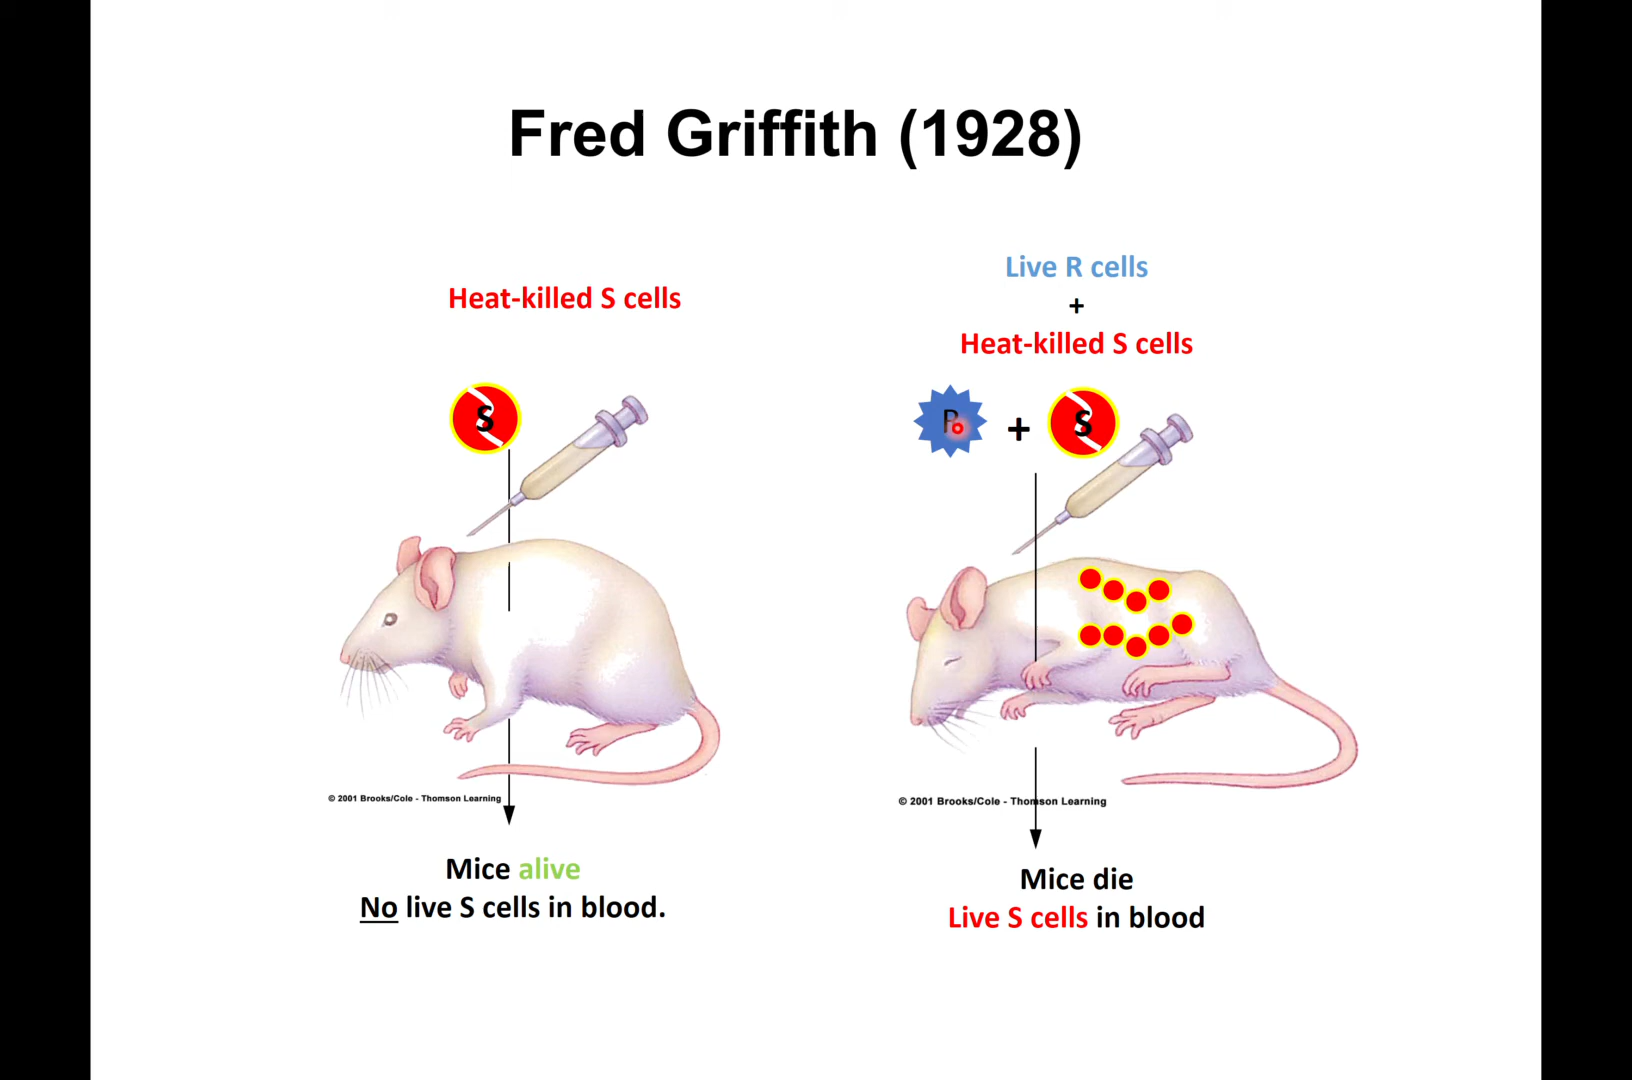 Fred Griffith (1928)
Heat-killed S cells
S
© 2001 Brooks/Cole - Thomson Learning
Mice alive
No live S cells in blood.
Live R cells
+
Heat-killed S cells
R + S
© 2001 Brooks/Cole - Thomson Learning
Mice die
Live S cells in blood